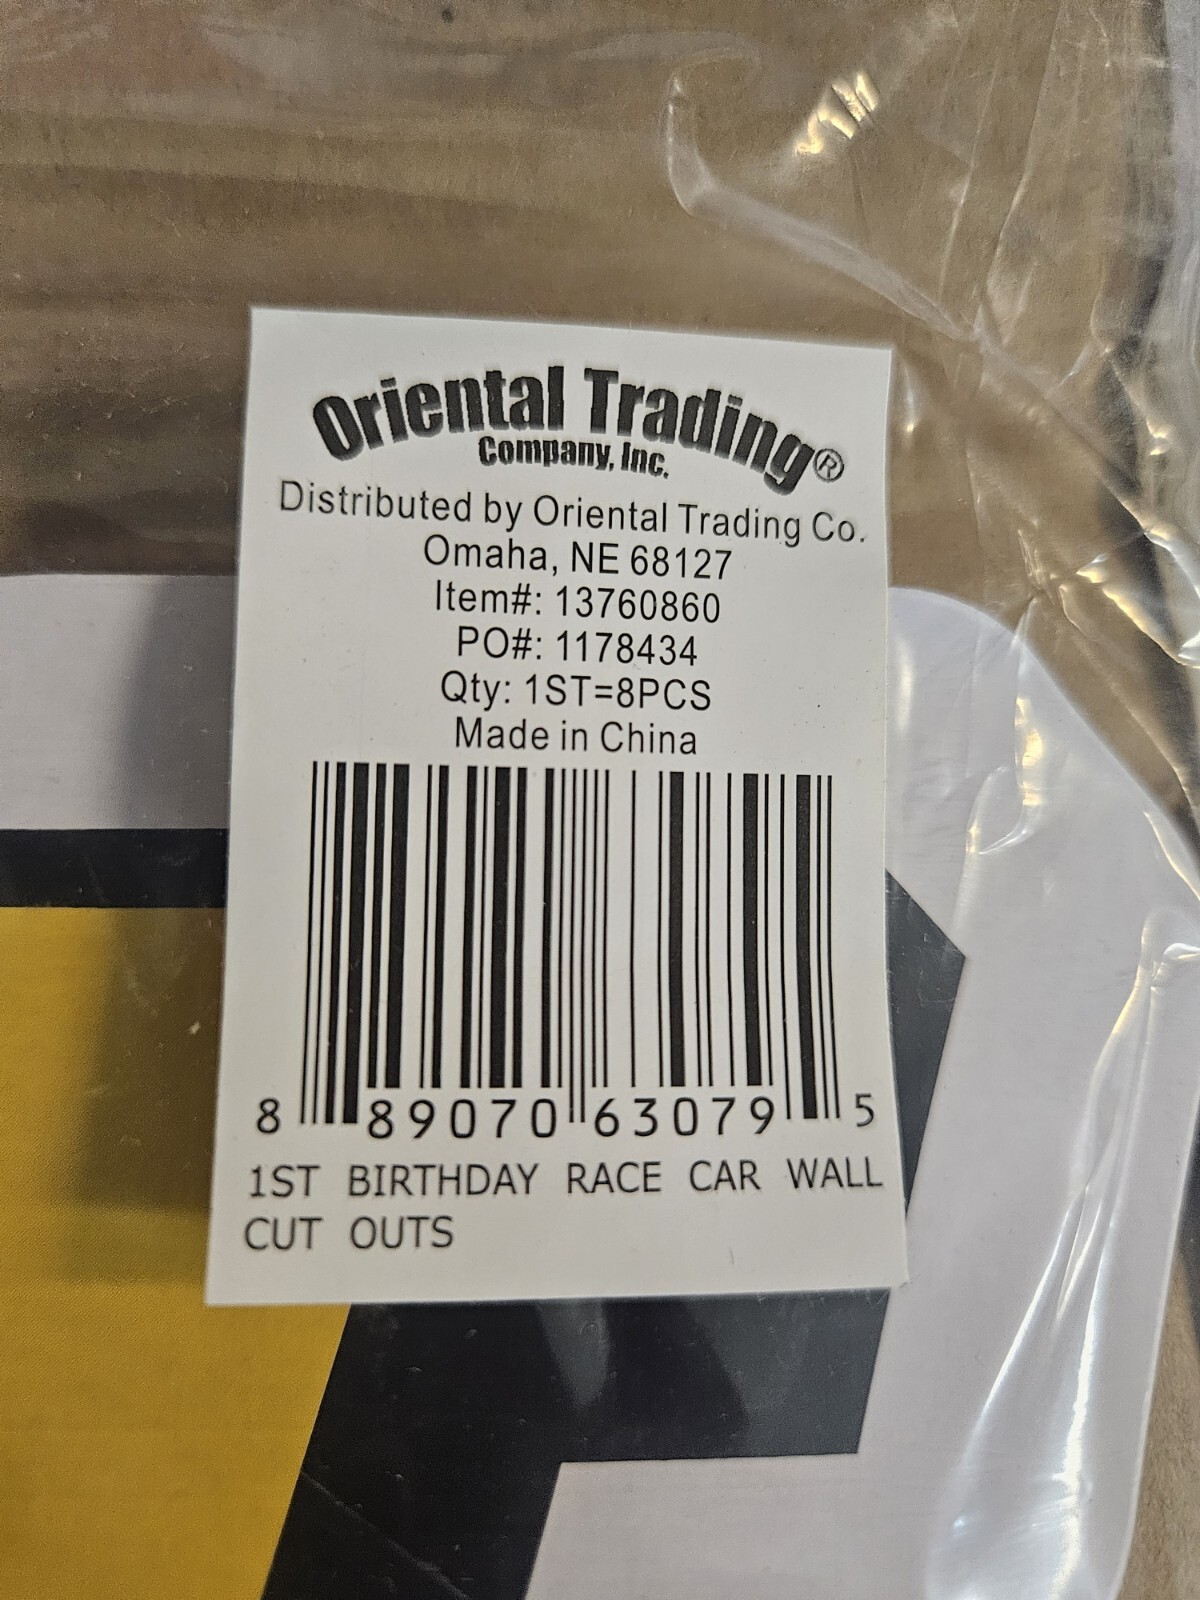 Oriental Trading®
Company, Inc.
Distributed by Oriental Trading Co.
Omaha, NE 68127
Item#: 13760860
PO#: 1178434
Qty: 1ST=8PCS
Made in China
8 89070 63079 5
1ST BIRTHDAY RACE CAR WALL
CUT OUTS